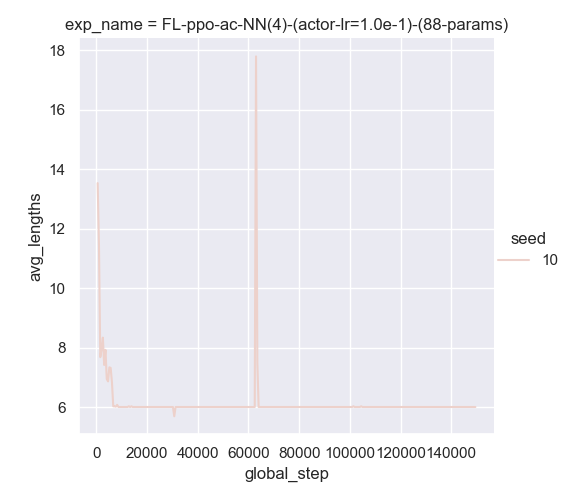 exp_name = FL-ppo-ac-NN(4)-(actor-lr=1.0e-1)-(88-params)
18
16
14
12
10
8
6
avg_lengths
0 20000 40000 60000 80000 100000 120000 140000
global_step
seed
10